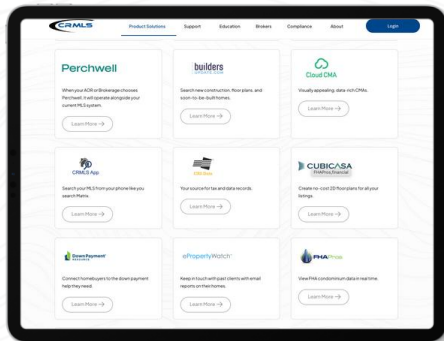 CRMLS
Product Solutions
Support
Education
Brokers
Compliance
About
Login
Perchwell
When your AOR or Brokerage chooses
Perchwell, it will operate alongside your
current MLS system.
Learn More →
builders
UPDATE.COM
Search new construction, floor plans, and
soon-to-be-built homes.
Learn More →
Cloud CMA
Visually appealing, data-rich CMAs.
Learn More →
CRMLS App
Search your MLS from your phone like you
search Matrix.
Learn More →
Your source for tax and data records.
Learn More →
CUBICASA
FHAPros.financial
Create no-cost 2D floor plans for all your
listings.
Learn More →
Down Payment
RESOURCE
Connect homebuyers to the down payment
help they need.
Learn More →
ePropertyWatch
Keep in touch with past clients with email
reports on their homes.
Learn More →
FHAPros
View FHA condominium data in real time.
Learn More →